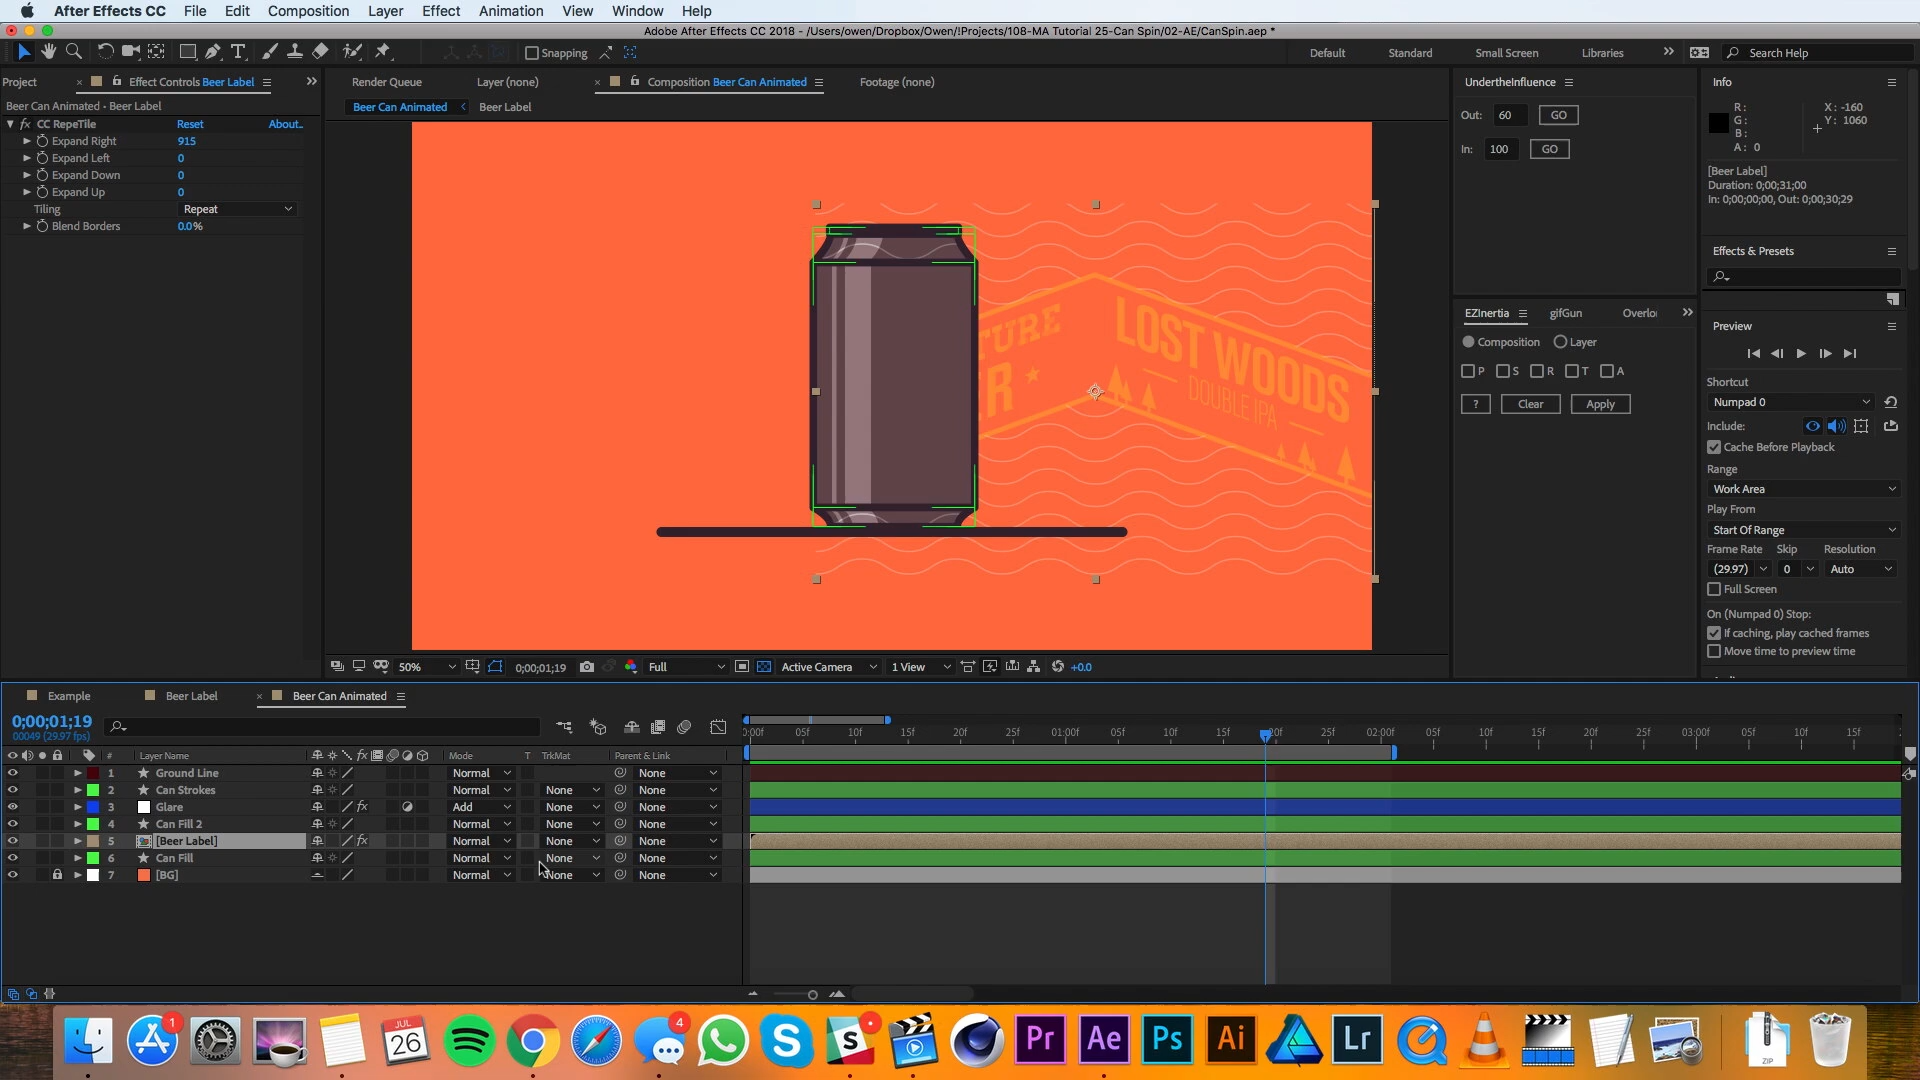 After Effects CC File Edit Composition Layer Effect Animation View Window Help
Adobe After Effects CC 2018 - /Users/owen/Dropbox/Owen/!Projects/108-MA Tutorial 25-Can Spin/02-AE/CanSpin.aep *
Snapping
Default Standard Small Screen Libraries
Search Help
Project
Effect Controls Beer Label
Beer Can Animated • Beer Label
fx CC RepeTile Reset About..
Expand Right 915
Expand Left 0
Expand Down 0
Expand Up 0
Tiling Repeat
Blend Borders 0.0%
Render Queue Layer (none) Composition Beer Can Animated Footage (none)
Beer Can Animated Beer Label
TURE
R
LOST WOODS
DOUBLE IPA
50% 0;00;01;19 Full Active Camera 1 View +0.0
UndertheInfluence
Out: 60 GO
In: 100 GO
EZInertia gifGun Overlo
Composition Layer
P S R T A
? Clear Apply
Info
R: X: -160
G: Y: 1060
B:
A: 0
[Beer Label]
Duration: 0;00;31;00
In: 0;00;00;00, Out: 0;00;30;29
Effects & Presets
Preview
Shortcut
Numpad 0
Include:
Cache Before Playback
Range
Work Area
Play From
Start Of Range
Frame Rate Skip Resolution
(29.97) 0 Auto
Full Screen
On (Numpad 0) Stop:
If caching, play cached frames
Move time to preview time
Example Beer Label Beer Can Animated
0;00;01;19
00049 (29.97 fps)
0:00f 05f 10f 15f 20f 25f 01:00f 05f 10f 15f 20f 25f 02:00f 05f 10f 15f 20f 25f 03:00f 05f 10f 15f
# Layer Name fx Mode T TrkMat Parent & Link
1 Ground Line Normal None
2 Can Strokes Normal None None
3 Glare fx Add None None
4 Can Fill 2 Normal None None
5 [Beer Label] fx Normal None None
6 Can Fill Normal None None
7 [BG] Normal None None
1
JUL
26
4
S
S
Pr
Ae
Ps
Ai
Lr
ZIP